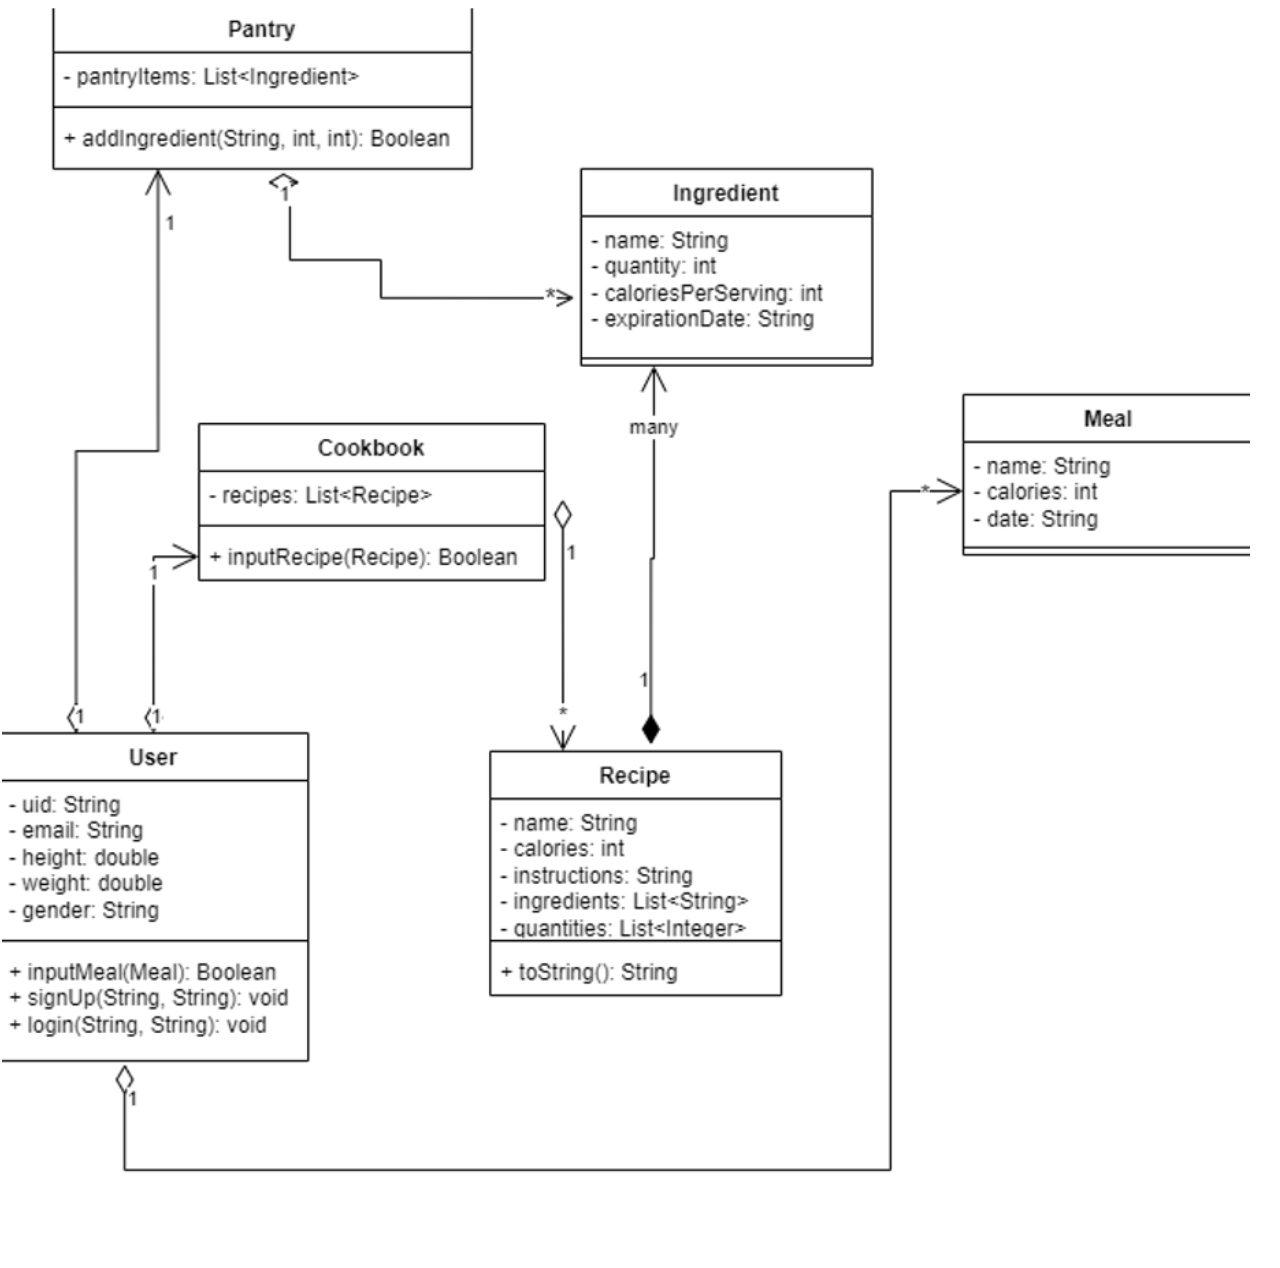 Pantry
- pantryItems: List<Ingredient>
+ addIngredient(String, int, int): Boolean
1
1
*
Ingredient
- name: String
- quantity: int
- caloriesPerServing: int
- expirationDate: String
many
1
Cookbook
- recipes: List<Recipe>
+ inputRecipe(Recipe): Boolean
1
1
*
Meal
- name: String
- calories: int
- date: String
*
1
1
User
- uid: String
- email: String
- height: double
- weight: double
- gender: String
+ inputMeal(Meal): Boolean
+ signUp(String, String): void
+ login(String, String): void
1
Recipe
- name: String
- calories: int
- instructions: String
- ingredients: List<String>
- quantities: List<Integer>
+ toString(): String